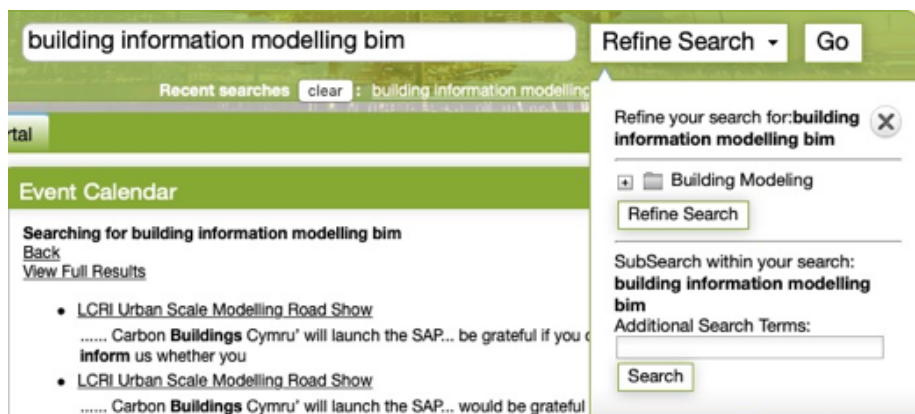 building information modelling bim
Refine Search
Go
Recent searches clear : building information modelling
rtal
Event Calendar
Searching for building information modelling bim
Back
View Full Results
• LCRI Urban Scale Modelling Road Show
...... Carbon Buildings Cymru' will launch the SAP... be grateful if you
inform us whether you
• LCRI Urban Scale Modelling Road Show
...... Carbon Buildings Cymru' will launch the SAP... would be grateful
Refine your search for:building
information modelling bim
Building Modeling
Refine Search
SubSearch within your search:
building information modelling
bim
Additional Search Terms:
Search